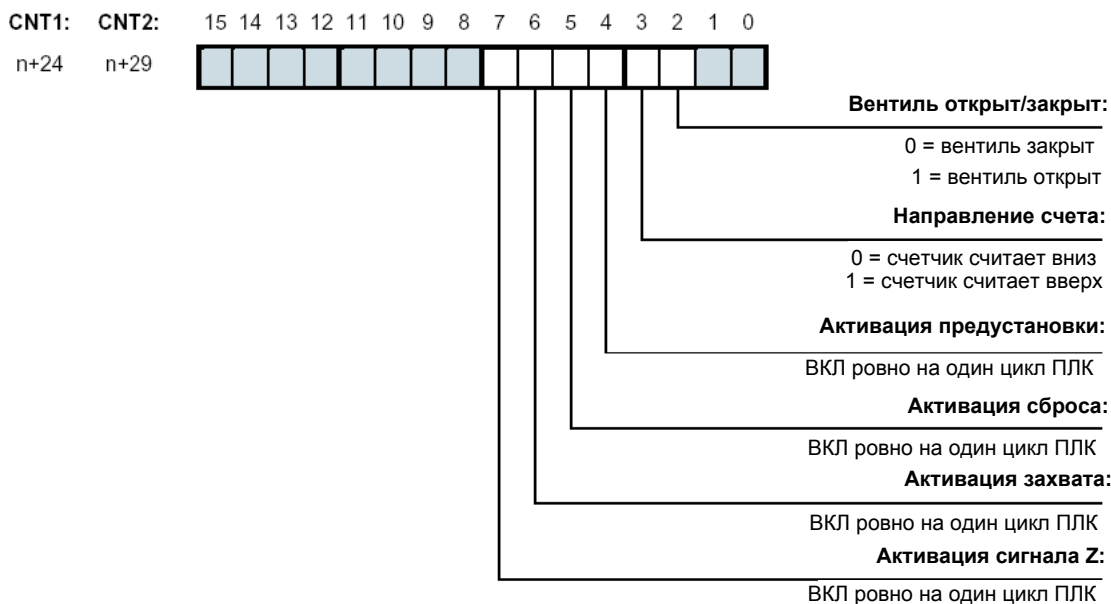 CNT1: CNT2: 15 14 13 12 11 10 9 8 7 6 5 4 3 2 1 0
n+24 n+29
Вентиль открыт/закрыт:
0 = вентиль закрыт
1 = вентиль открыт
Направление счета:
0 = счетчик считает вниз
1 = счетчик считает вверх
Активация предустановки:
ВКЛ ровно на один цикл ПЛК
Активация сброса:
ВКЛ ровно на один цикл ПЛК
Активация захвата:
ВКЛ ровно на один цикл ПЛК
Активация сигнала Z:
ВКЛ ровно на один цикл ПЛК